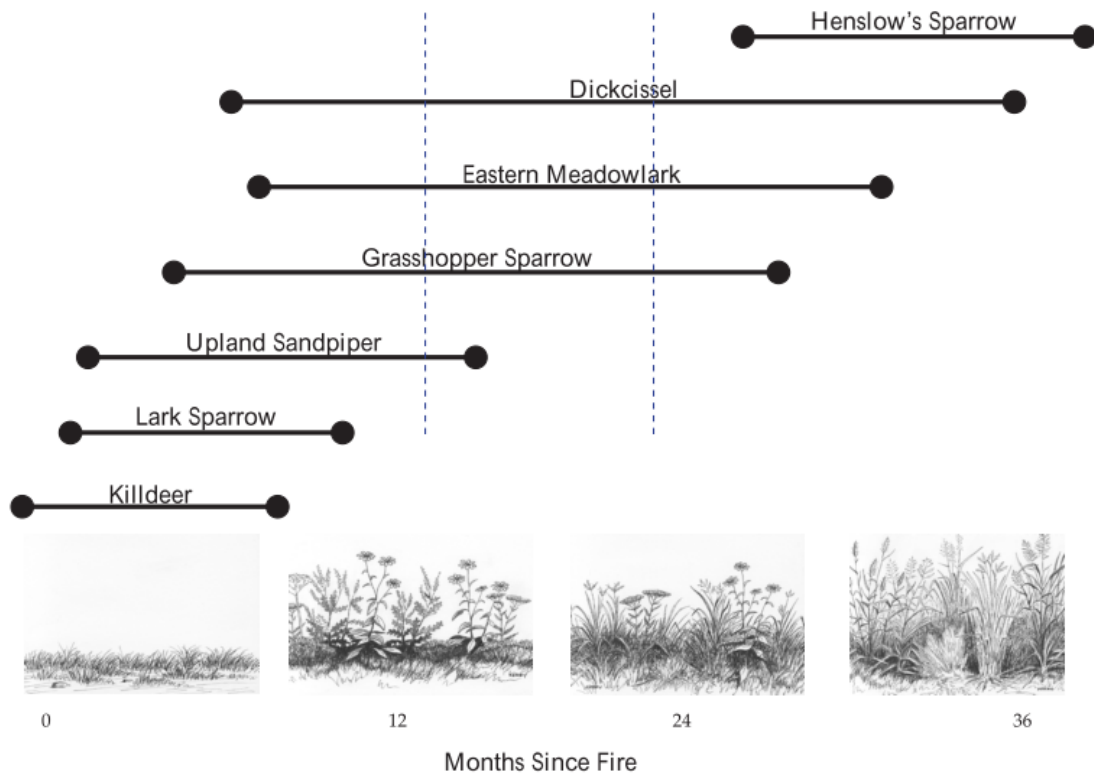 Henslow's Sparrow
Dickcissel
Eastern Meadowlark
Grasshopper Sparrow
Upland Sandpiper
Lark Sparrow
Killdeer
0 12 24 36
Months Since Fire